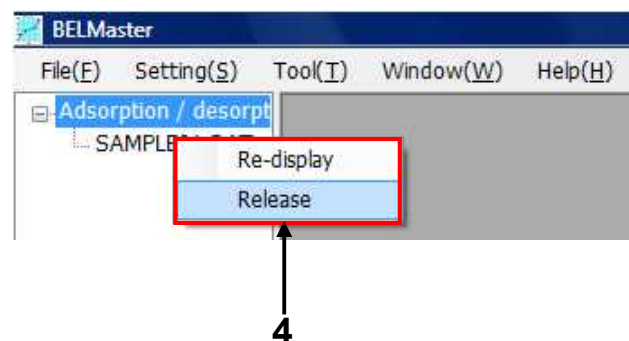 BELMaster
File(F) Setting(S) Tool(T) Window(W) Help(H)
Adsorption / desorpt
Re-display
Release
4